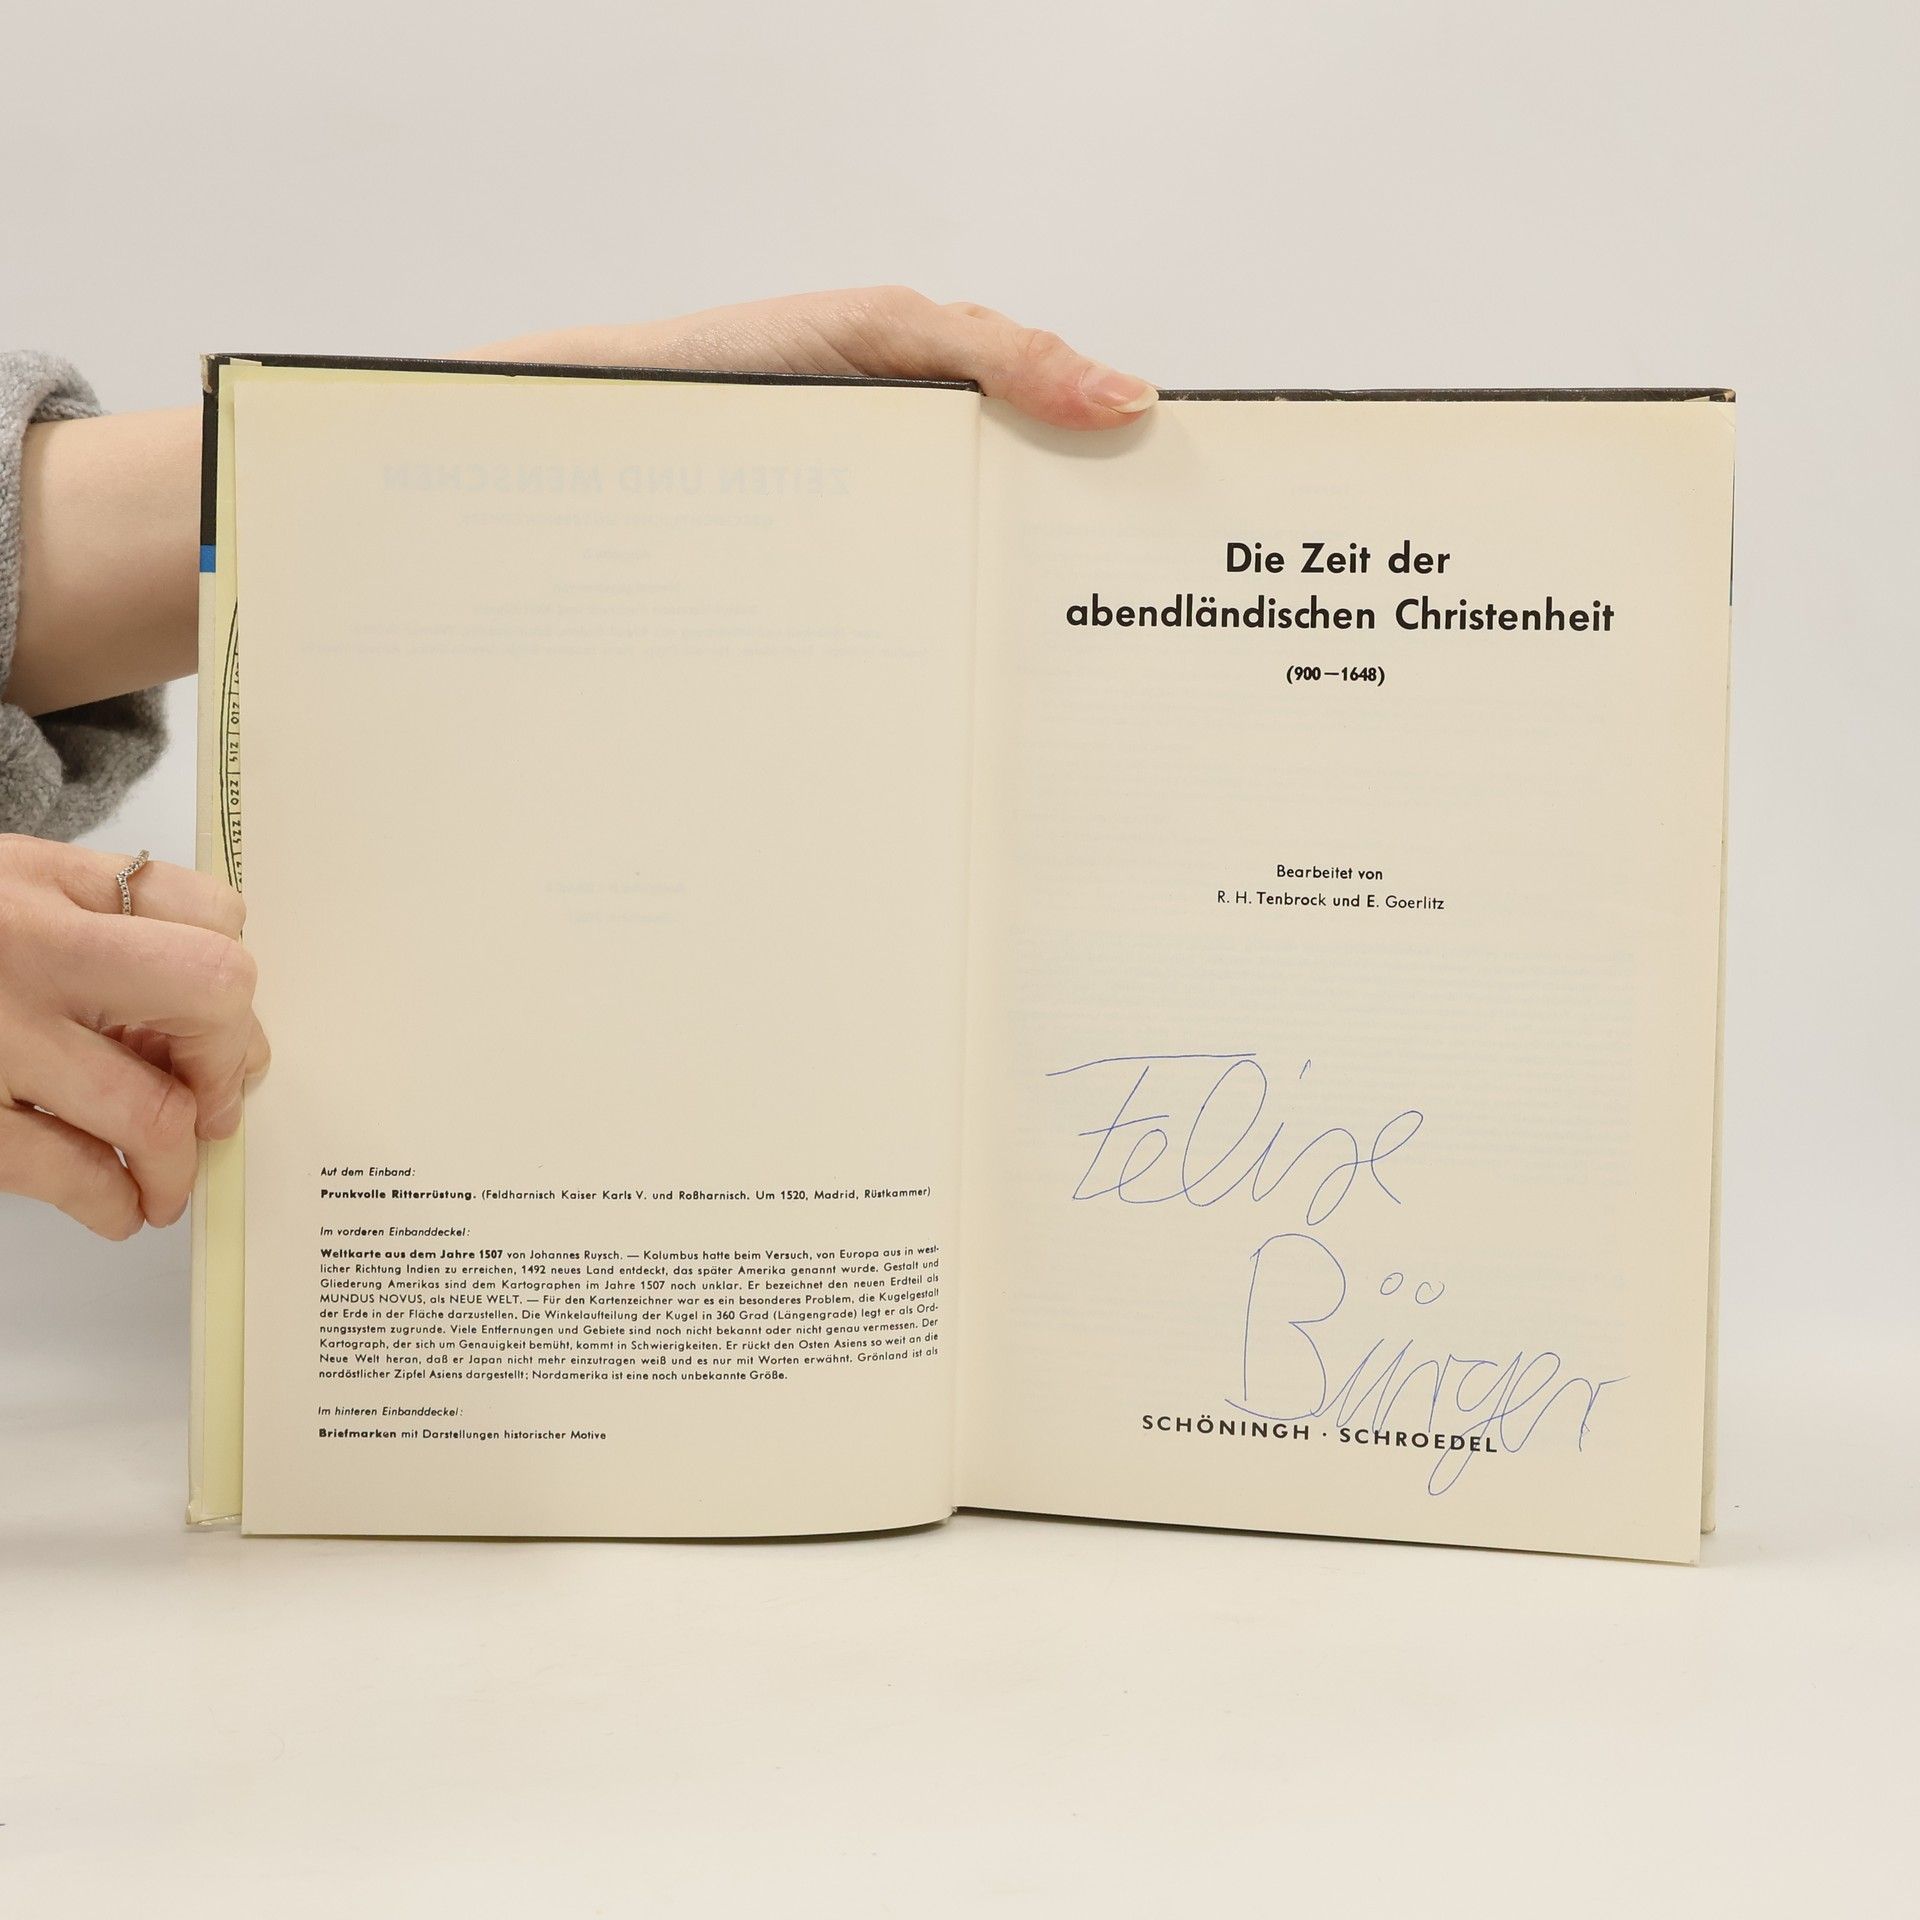 ZEITEN UND MENSCHEN
Auf dem Einband:
Prunkvolle Ritterrüstung. (Feldharnisch Kaiser Karls V. und Roßharnisch. Um 1520, Madrid, Rüstkammer)
Im vorderen Einbanddeckel:
Weltkarte aus dem Jahre 1507 von Johannes Ruysch. — Kolumbus hatte beim Versuch, von Europa aus in west-
licher Richtung Indien zu erreichen, 1492 neues Land entdeckt, das später Amerika genannt wurde. Gestalt und
Gliederung Amerikas sind dem Kartographen im Jahre 1507 noch unklar. Er bezeichnet den neuen Erdteil als
MUNDUS NOVUS, als NEUE WELT. — Für den Kartenzeichner war es ein besonderes Problem, die Kugelgestalt
der Erde in der Fläche darzustellen. Die Winkelaufteilung der Kugel in 360 Grad (Längengrade) legt er als Ord-
nungssystem zugrunde. Viele Entfernungen und Gebiete sind noch nicht bekannt oder nicht genau vermessen. Der
Kartograph, der sich um Genauigkeit bemüht, kommt in Schwierigkeiten. Er rückt den Osten Asiens so weit an die
Neue Welt heran, daß er Japan nicht mehr einzutragen weiß und es nur mit Worten erwähnt. Grönland ist als
nordöstlicher Zipfel Asiens dargestellt; Nordamerika ist eine noch unbekannte Größe.
Im hinteren Einbanddeckel:
Briefmarken mit Darstellungen historischer Motive
Die Zeit der
abendländischen Christenheit
(900—1648)
Bearbeitet von
R. H. Tenbrock und E. Goerlitz
Felise
Bürger
SCHÖNINGH · SCHROEDEL